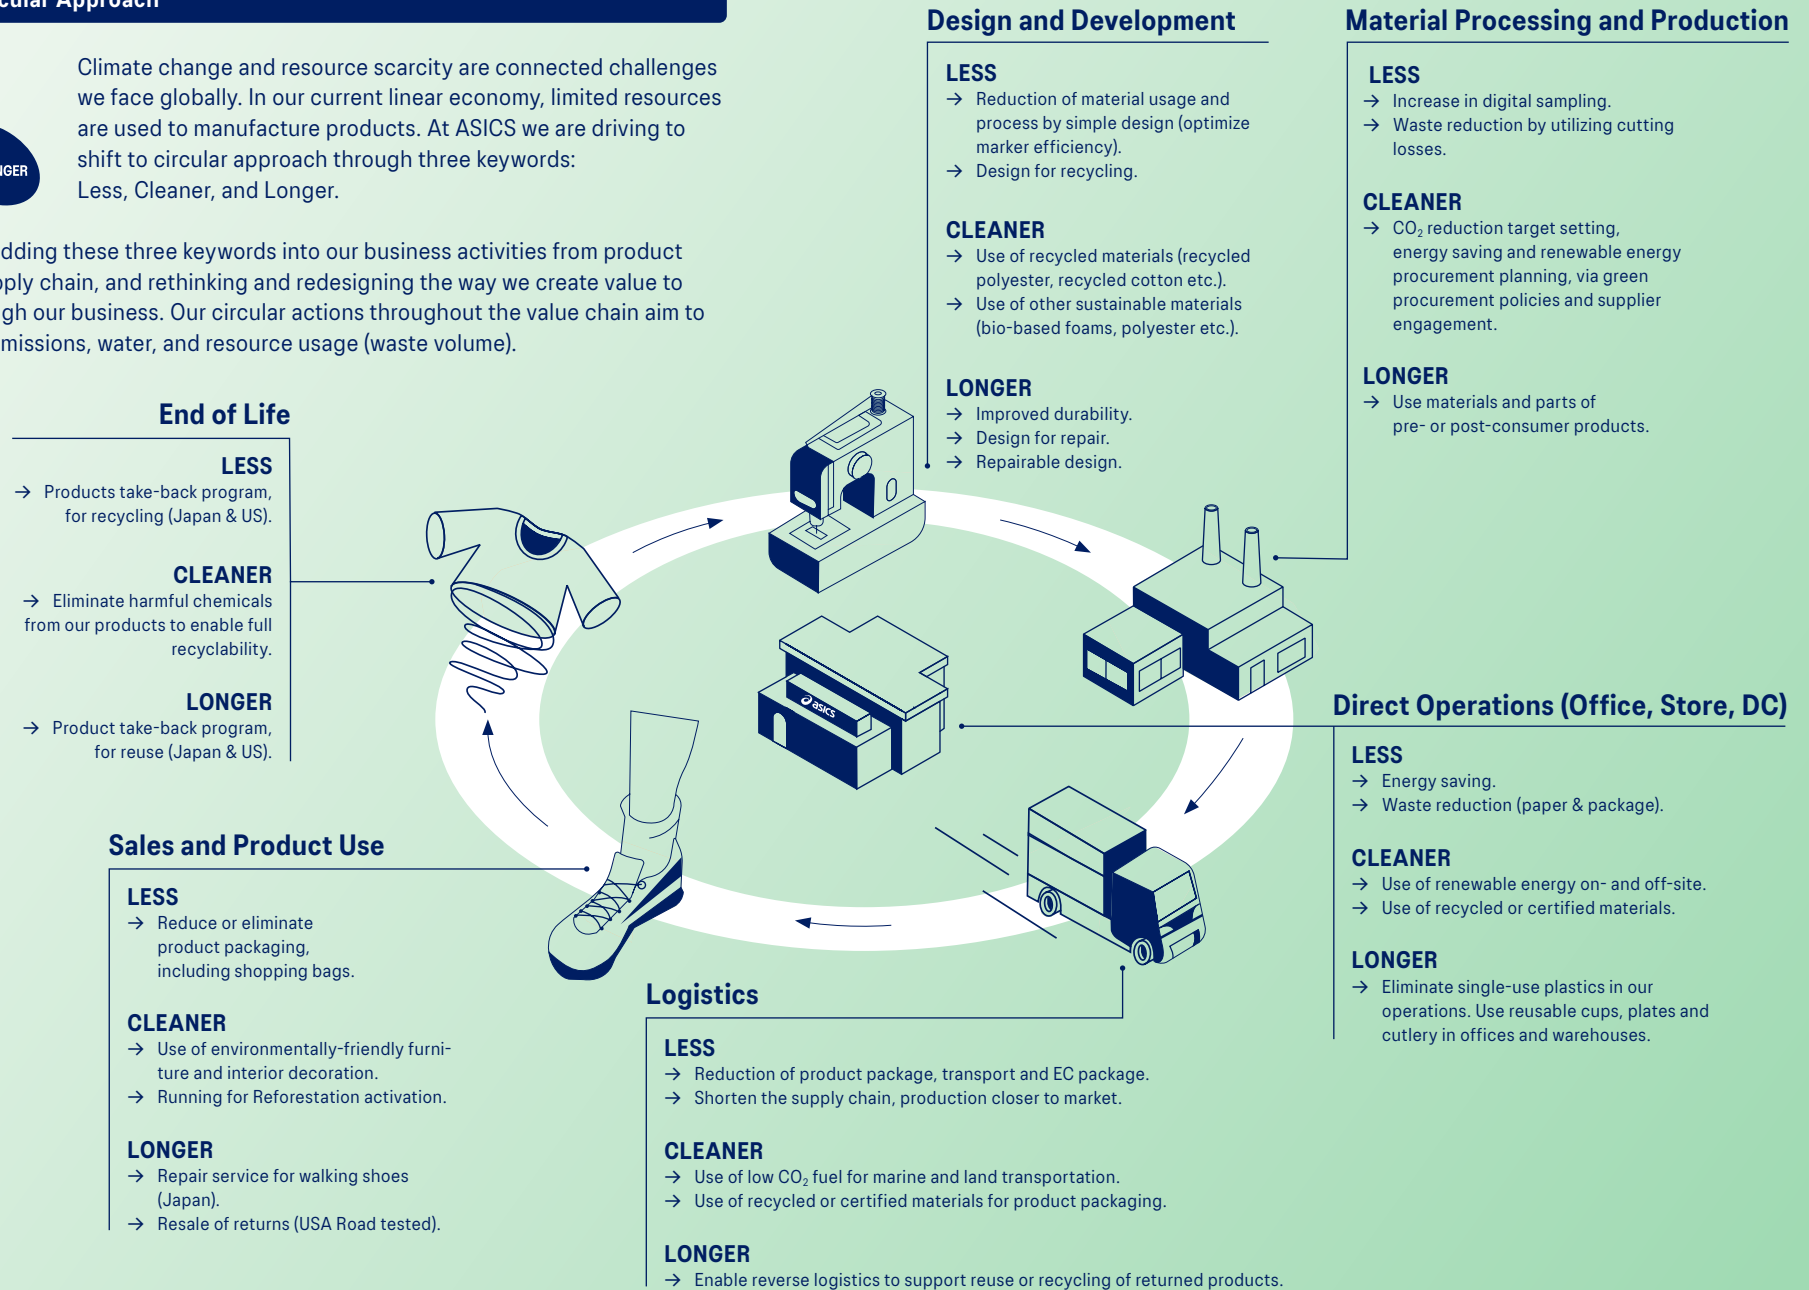 Approach
Climate change and resource scarcity are connected challenges
we face globally. In our current linear economy, limited resources
are used to manufacture products. At ASICS we are driving to
shift to circular approach through three keywords:
Less, Cleaner, and Longer.
these three keywords into our business activities from product
chain, and rethinking and redesigning the way we create value to
our business. Our circular actions throughout the value chain aim to
water, and resource usage (waste volume).
Design and Development
LESS
→ Reduction of material usage and
process by simple design (optimize
marker efficiency).
→ Design for recycling.
CLEANER
→ Use of recycled materials (recycled
polyester, recycled cotton etc.).
→ Use of other sustainable materials
(bio-based foams, polyester etc.).
LONGER
→ Improved durability.
→ Design for repair.
→ Repairable design.
Material Processing and Production
LESS
→ Increase in digital sampling.
→ Waste reduction by utilizing cutting
losses.
CLEANER
→ CO₂ reduction target setting,
energy saving and renewable energy
procurement planning, via green
procurement policies and supplier
engagement.
LONGER
→ Use materials and parts of
pre- or post-consumer products.
End of Life
LESS
→ Products take-back program,
for recycling (Japan & US).
CLEANER
→ Eliminate harmful chemicals
from our products to enable full
recyclability.
LONGER
→ Product take-back program,
for reuse (Japan & US).
asics
Direct Operations (Office, Store, DC)
LESS
→ Energy saving.
→ Waste reduction (paper & package).
CLEANER
→ Use of renewable energy on- and off-site.
→ Use of recycled or certified materials.
LONGER
→ Eliminate single-use plastics in our
operations. Use reusable cups, plates and
cutlery in offices and warehouses.
Sales and Product Use
LESS
→ Reduce or eliminate
product packaging,
including shopping bags.
CLEANER
→ Use of environmentally-friendly furni-
ture and interior decoration.
→ Running for Reforestation activation.
LONGER
→ Repair service for walking shoes
(Japan).
→ Resale of returns (USA Road tested).
Logistics
LESS
→ Reduction of product package, transport and EC package.
→ Shorten the supply chain, production closer to market.
CLEANER
→ Use of low CO₂ fuel for marine and land transportation.
→ Use of recycled or certified materials for product packaging.
LONGER
→ Enable reverse logistics to support reuse or recycling of returned products.